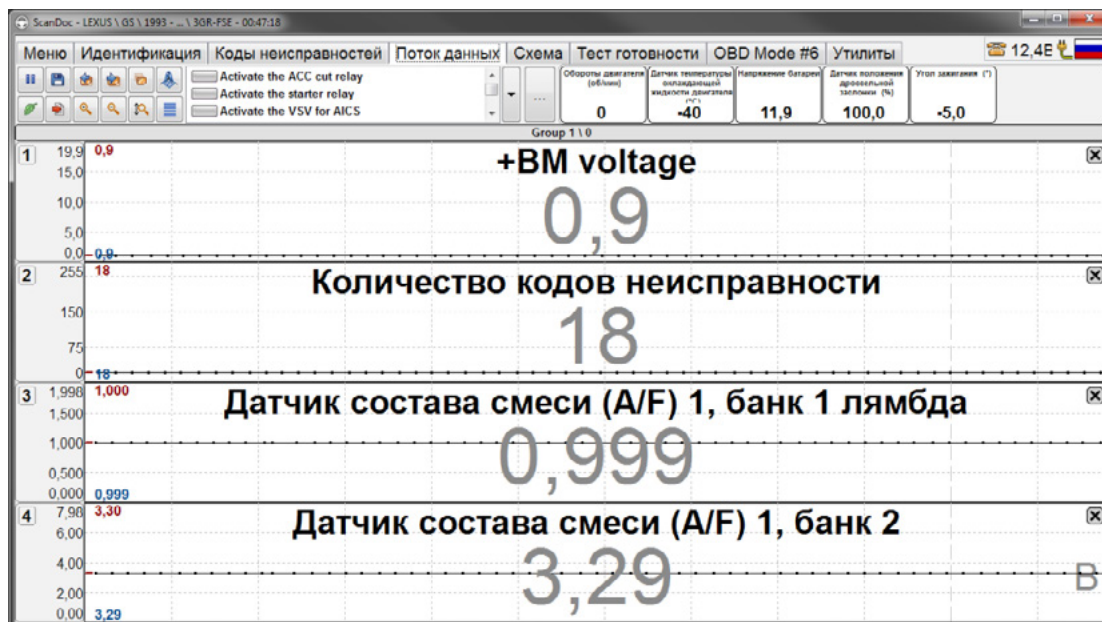 ScanDoc - LEXUS \ GS \ 1993 - ... \ 3GR-FSE - 00:47:18
Меню Идентификация Коды неисправностей Поток данных Схема Тест готовности OBD Mode #6 Утилиты 12,4E
Activate the ACC cut relay
Activate the starter relay
Activate the VSV for AICS
...
Обороты двигателя (об/мин)
0
Датчик температуры охлаждающей жидкости двигателя (°C)
-40
Напряжение батареи
11,9
Датчик положения дроссельной заслонки (%)
100,0
Угол зажигания (°)
-5,0
Group 1 \ 0
1
19,9
15,0
10,0
5,0
0,0
0,9
+BM voltage
0,9
0,9
2
255
150
75
0
18
Количество кодов неисправности
18
18
3
1,998
1,500
1,000
0,500
0,000
1,000
Датчик состава смеси (A/F) 1, банк 1 лямбда
0,999
0,999
4
7,98
6,00
4,00
2,00
0,00
3,30
Датчик состава смеси (A/F) 1, банк 2
3,29
В
3,29